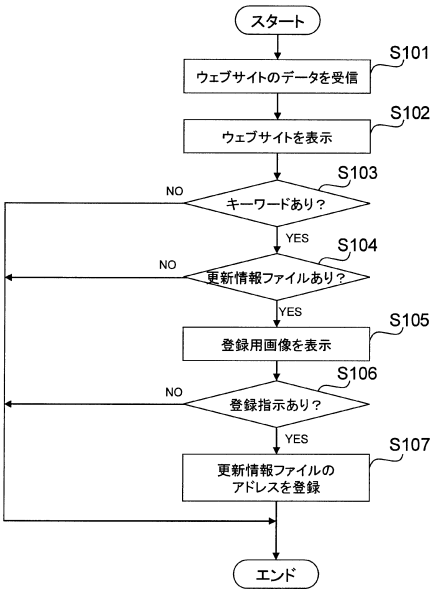 スタート
S101
ウェブサイトのデータを受信
S102
ウェブサイトを表示
S103
NO
キーワードあり?
YES
S104
NO
更新情報ファイルあり?
YES
S105
登録用画像を表示
S106
NO
登録指示あり?
YES
S107
更新情報ファイルの
アドレスを登録
エンド